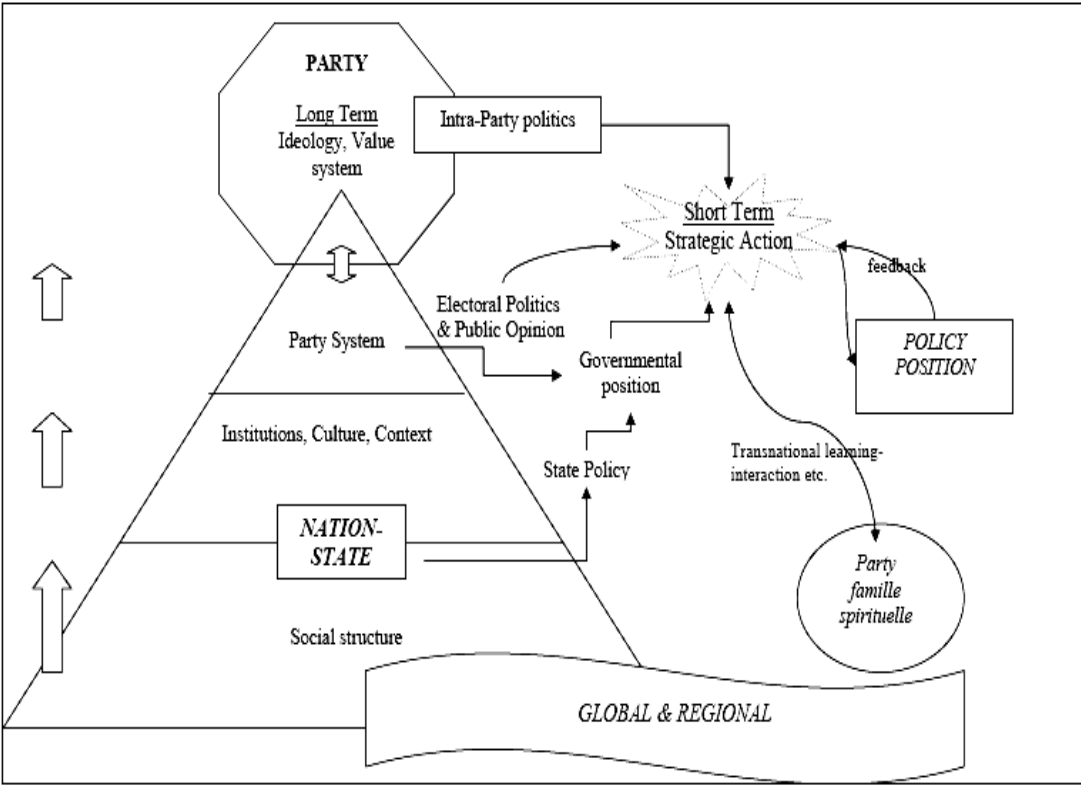 PARTY
Long Term
Ideology, Value
system
Intra-Party politics
Short Term
Strategic Action
feedback
Electoral Politics
& Public Opinion
Party System
Governmental
position
POLICY
POSITION
Institutions, Culture, Context
State Policy
Transnational learning-
interaction etc.
NATION-
STATE
Party
famille
spirituelle
Social structure
GLOBAL & REGIONAL